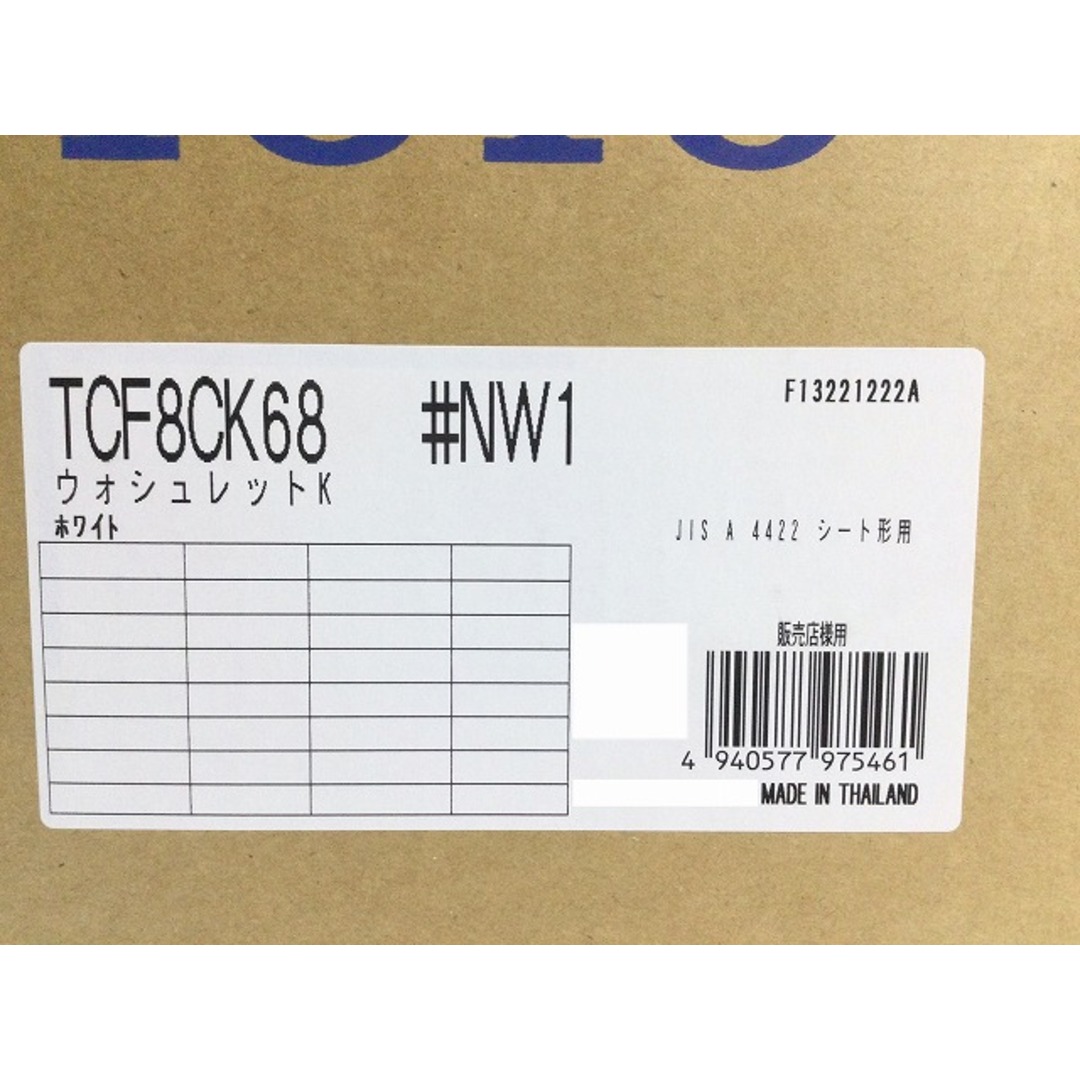 TCF8CK68 #NW1
F13221222A
ウォシュレットK
ホワイト
JIS A 4422 シート形用
販売店様用
4 940577 975461
MADE IN THAILAND